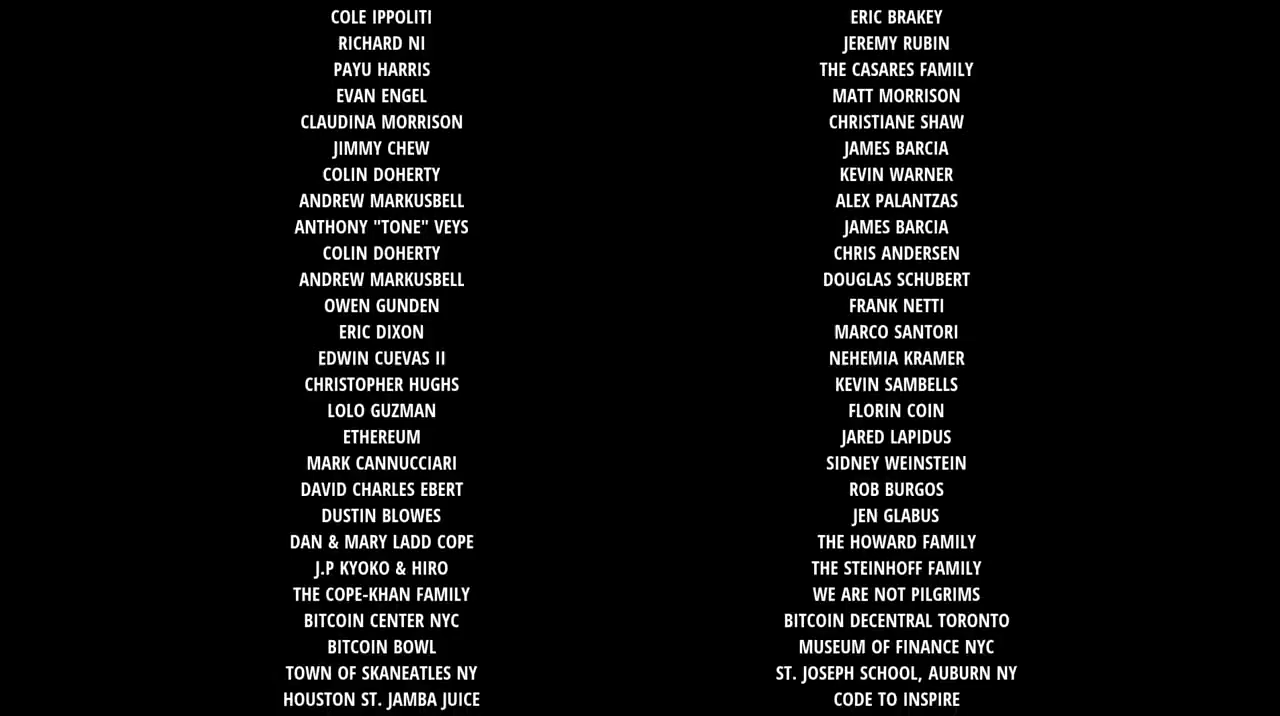 COLE IPPOLITI
RICHARD NI
PAYU HARRIS
EVAN ENGEL
CLAUDINA MORRISON
JIMMY CHEW
COLIN DOHERTY
ANDREW MARKUSBELL
ANTHONY "TONE" VEYS
COLIN DOHERTY
ANDREW MARKUSBELL
OWEN GUNDEN
ERIC DIXON
EDWIN CUEVAS II
CHRISTOPHER HUGHS
LOLO GUZMAN
ETHEREUM
MARK CANNUCCIARI
DAVID CHARLES EBERT
DUSTIN BLOWES
DAN & MARY LADD COPE
J.P KYOKO & HIRO
THE COPE-KHAN FAMILY
BITCOIN CENTER NYC
BITCOIN BOWL
TOWN OF SKANEATLES NY
HOUSTON ST. JAMBA JUICE
ERIC BRAKEY
JEREMY RUBIN
THE CASARES FAMILY
MATT MORRISON
CHRISTIANE SHAW
JAMES BARCIA
KEVIN WARNER
ALEX PALANTZAS
JAMES BARCIA
CHRIS ANDERSEN
DOUGLAS SCHUBERT
FRANK NETTI
MARCO SANTORI
NEHEMIA KRAMER
KEVIN SAMBELLS
FLORIN COIN
JARED LAPIDUS
SIDNEY WEINSTEIN
ROB BURGOS
JEN GLABUS
THE HOWARD FAMILY
THE STEINHOFF FAMILY
WE ARE NOT PILGRIMS
BITCOIN DECENTRAL TORONTO
MUSEUM OF FINANCE NYC
ST. JOSEPH SCHOOL, AUBURN NY
CODE TO INSPIRE